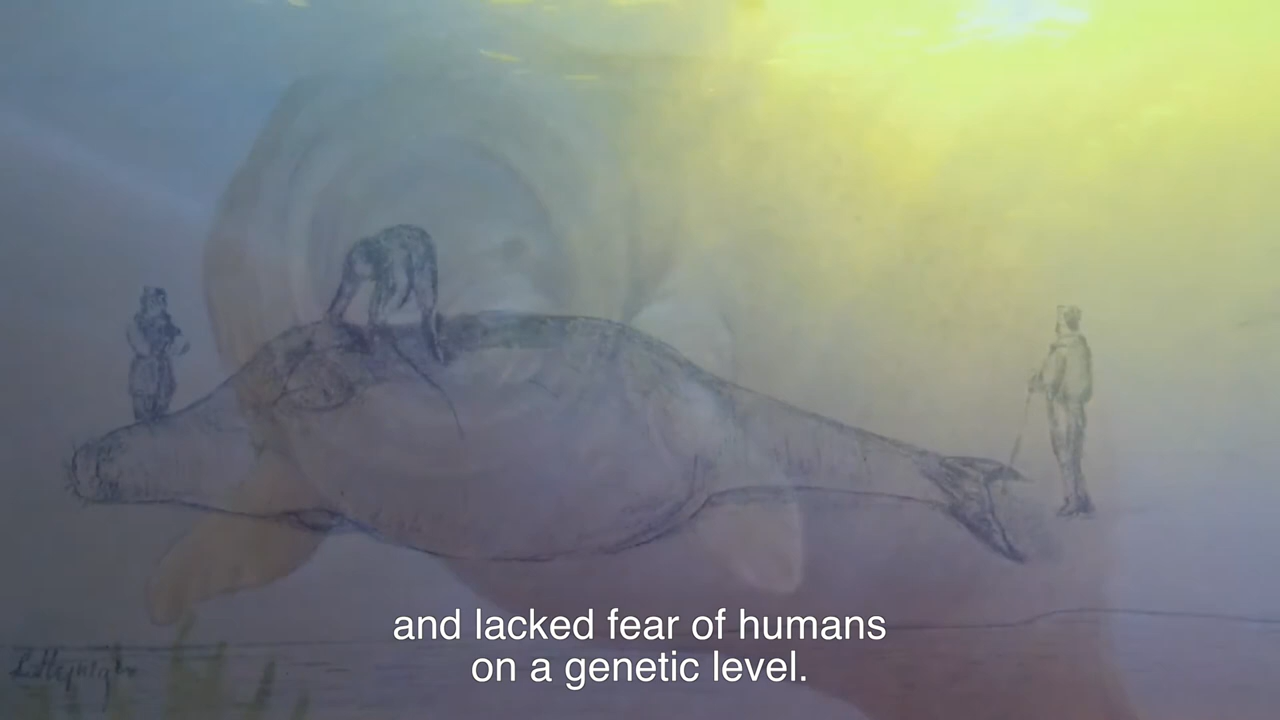 and lacked fear of humans
on a genetic level.